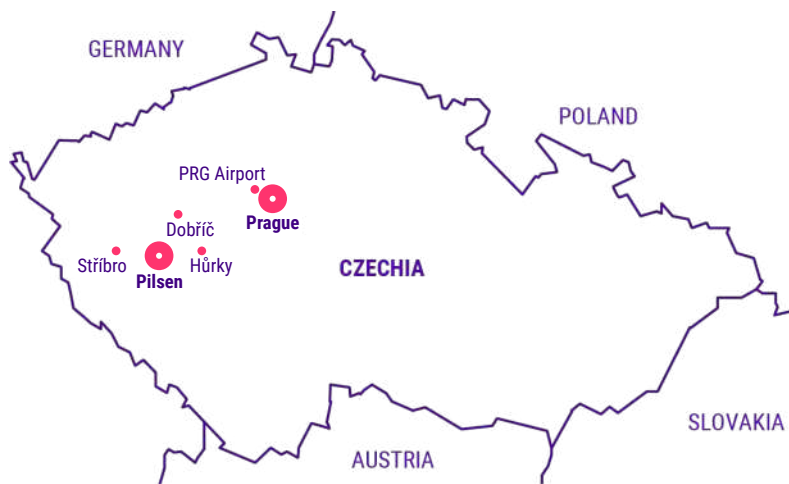 GERMANY
POLAND
PRG Airport
Prague
Dobříč
Stříbro
Pilsen
Hůrky
CZECHIA
SLOVAKIA
AUSTRIA